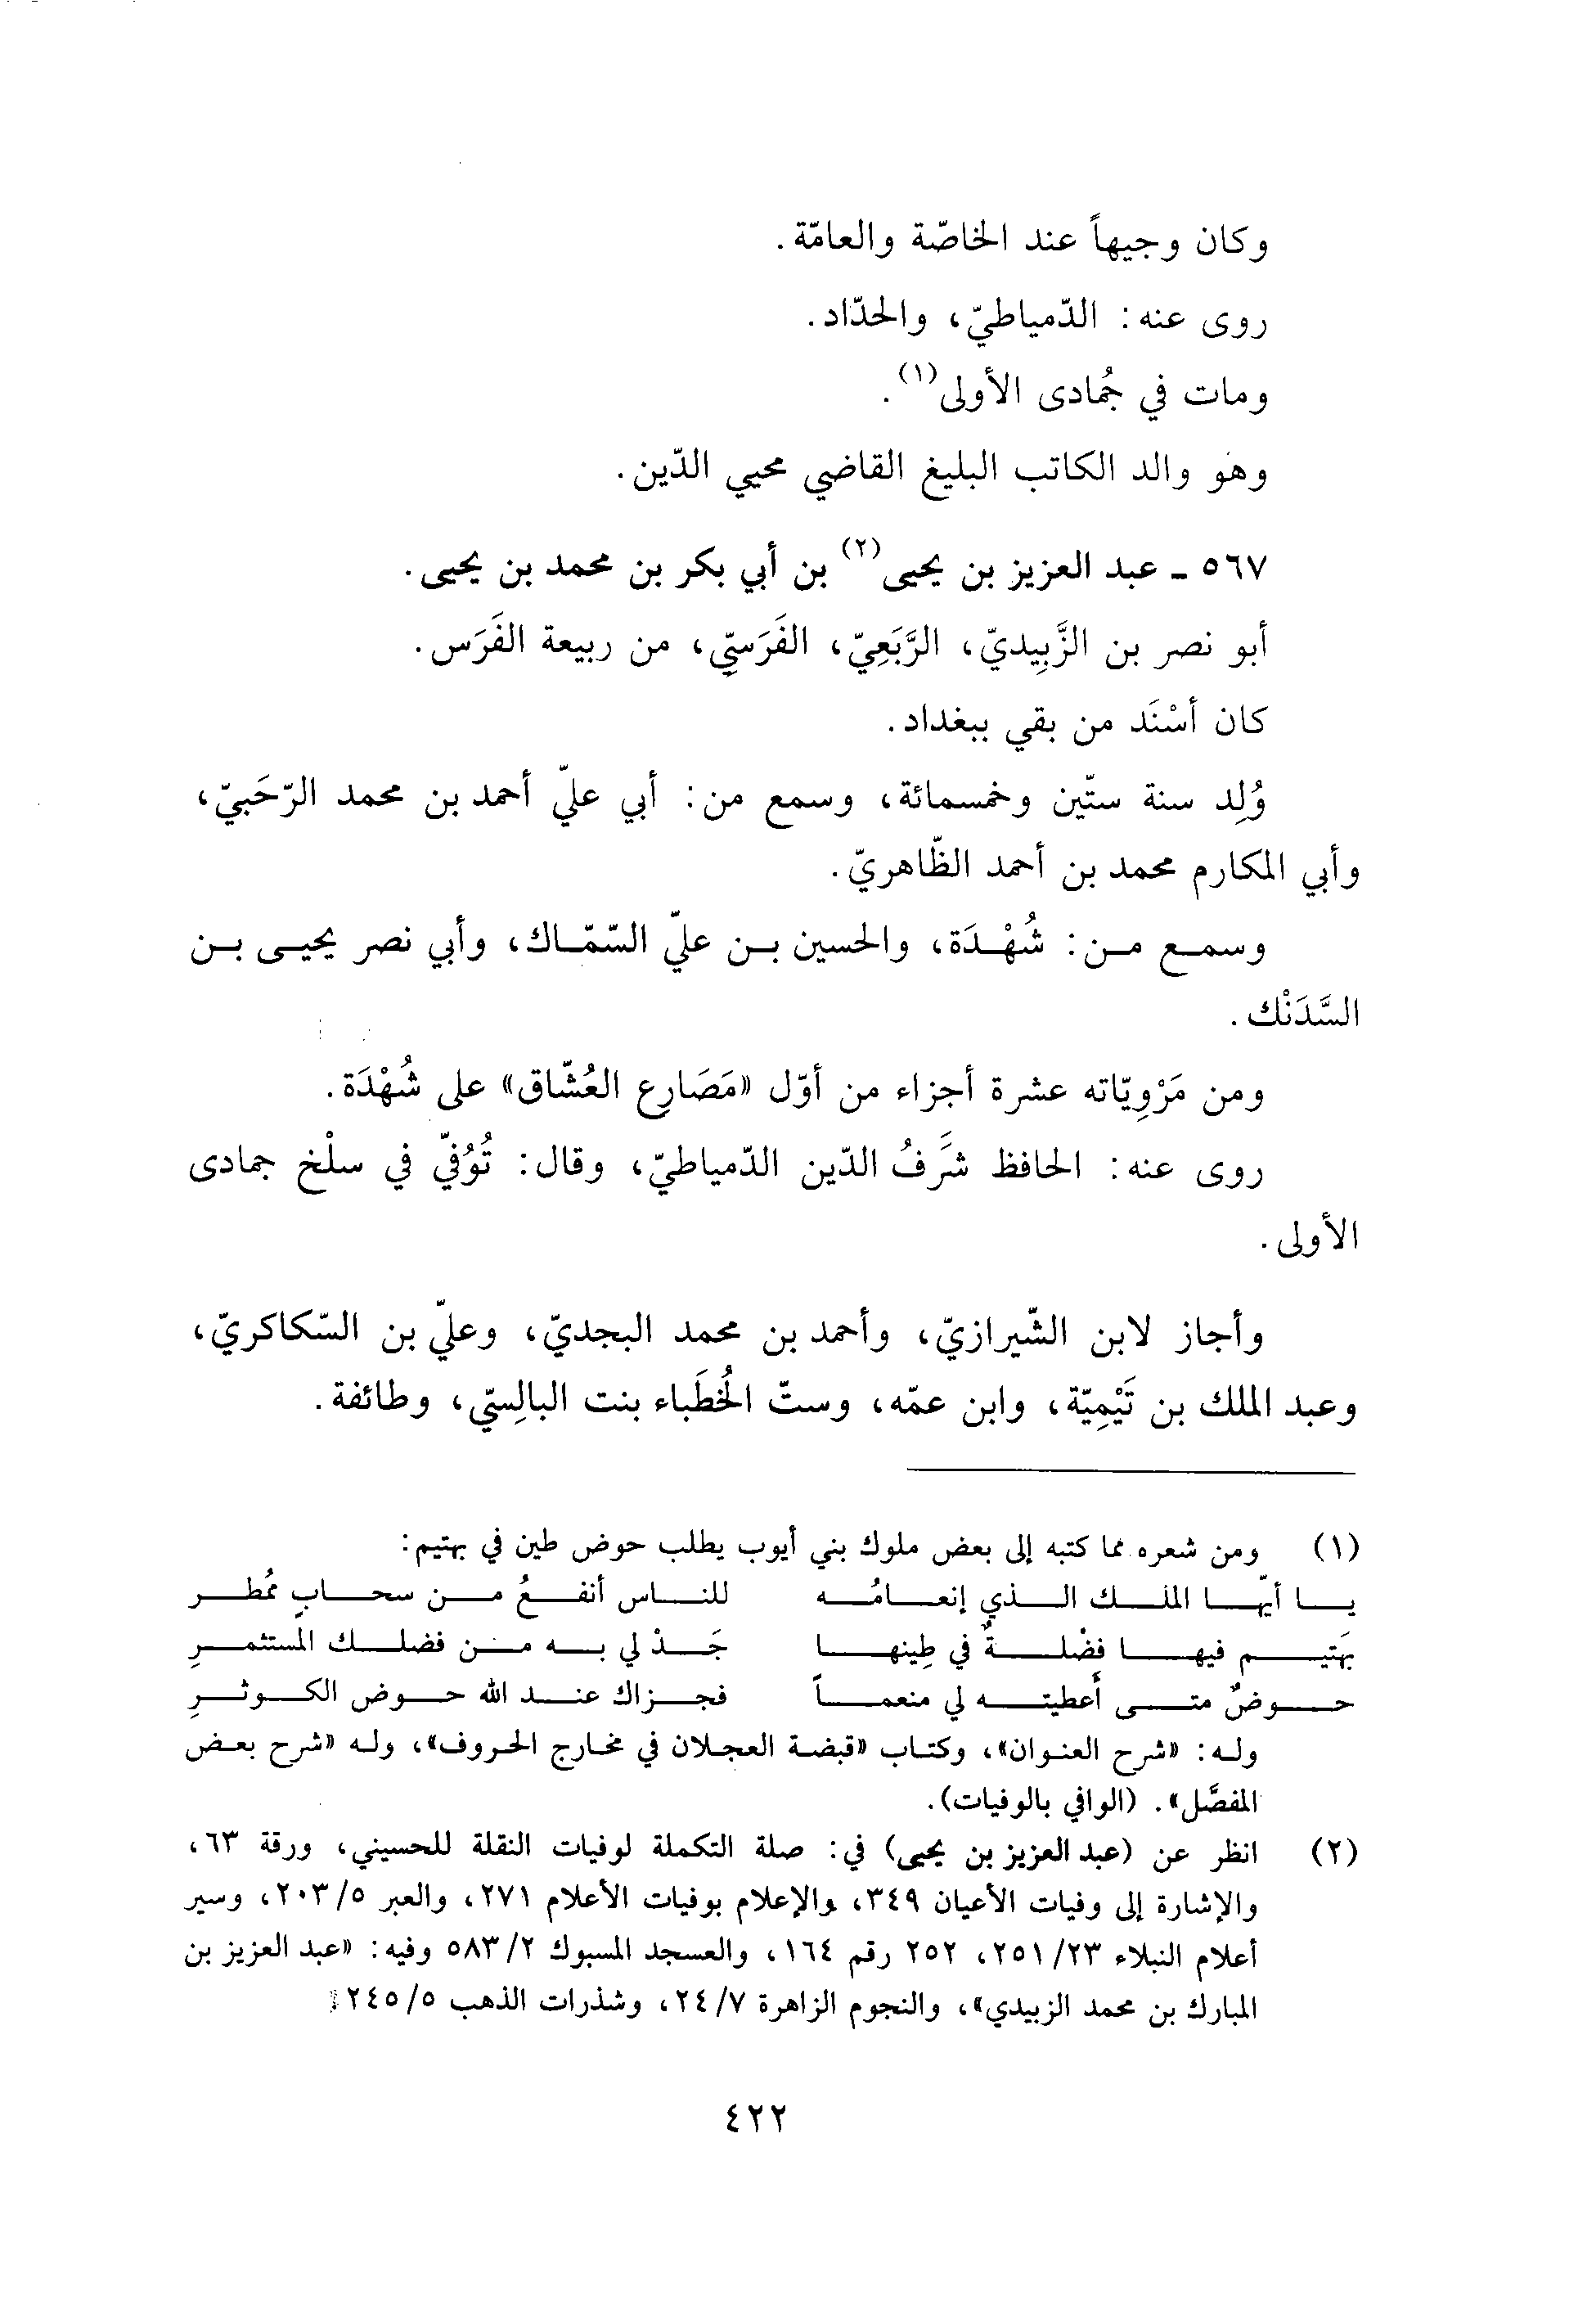 وكان وجيهاً عند الخاصّة والعامّة.
روى عنه: الدّمياطيّ، والحدّاد.
ومات في جُمادى الأولى(١).
وهو والد الكاتب البليغ القاضي محيي الدّين.
٥٦٧ - عبد العزيز بن يحيى(٢) بن أبي بكر بن محمد بن يحيى.
أبو نصر بن الزَّبِيديّ، الرَّبَعِيّ، الفَرَسيِّ، من ربيعة الفَرَس.
كان أسْنَد من بقي ببغداد.
وُلِد سنة ستّين وخمسمائة، وسمع من: أبي عليّ أحمد بن محمد الرّحَبيّ،
وأبي المكارم محمد بن أحمد الظّاهريّ.
وسمع من: شُهْدَة، والحسين بن عليّ السّمّاك، وأبي نصر يحيى بن
السَّدَنْك.
ومن مَرْوِيّاته عشرة أجزاء من أوّل «مَصَارِع العُشّاق» على شُهْدَة.
روى عنه: الحافظ شَرَفُ الدّين الدّمياطيّ، وقال: تُوُفيّ في سلْخ جمادى
الأولى.
وأجاز لابن الشّيرازيّ، وأحمد بن محمد البجديّ، وعليّ بن السّكاكريّ،
وعبد الملك بن تَيْمِيّة، وابن عمّه، وستّ الخُطَباء بنت البالِسيّ، وطائفة.
(١) ومن شعره مما كتبه إلى بعض ملوك بني أيوب يطلب حوض طين في بهتيم:
يا أيّها الملك الذي إنعامُه للناس أنفعُ من سحابٍ ممُطر
بهَتيم فيها فضْلةٌ في طِينها جَدْ لي به من فضلك المستثمرِ
حوضٌ متى أَعطيته لي منعماً فجزاك عند الله حوض الكوثرِ
وله: «شرح العنوان»، وكتاب «قبضة العجلان في مخارج الحروف»، وله «شرح بعض
المفصَّل». (الوافي بالوفيات).
(٢) انظر عن (عبد العزيز بن يحيى) في: صلة التكملة لوفيات النقلة للحسيني، ورقة ٦٣،
والإشارة إلى وفيات الأعيان ٣٤٩، والإعلام بوفيات الأعلام ٢٧١، والعبر ٢٠٣/٥، وسير
أعلام النبلاء ٢٥١/٢٣، ٢٥٢ رقم ١٦٤، والعسجد المسبوك ٥٨٣/٢ وفيه: «عبد العزيز بن
المبارك بن محمد الزبيدي»، والنجوم الزاهرة ٢٤/٧، وشذرات الذهب ٢٤٥/٥
٤٢٢